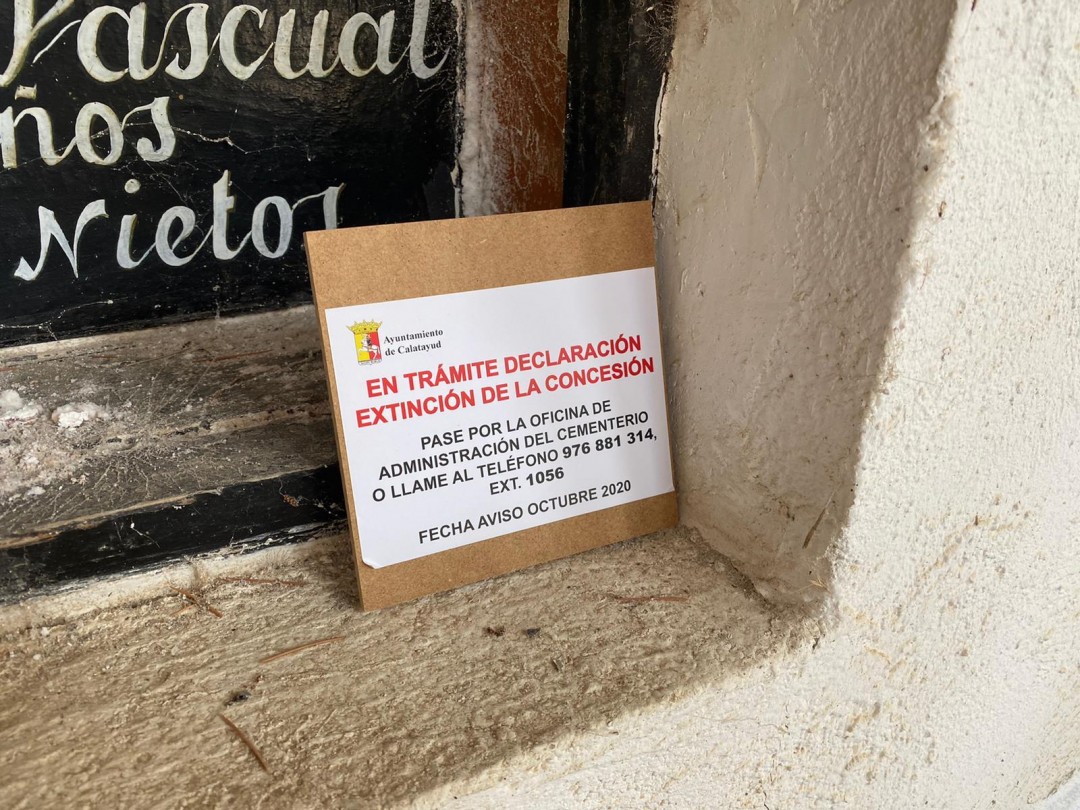 Pascual
ños
Nietos
Ayuntamiento
de Calatayud
EN TRÁMITE DECLARACIÓN
EXTINCIÓN DE LA CONCESIÓN
PASE POR LA OFICINA DE
ADMINISTRACIÓN DEL CEMENTERIO
O LLAME AL TELÉFONO 976 881 314,
EXT. 1056
FECHA AVISO OCTUBRE 2020